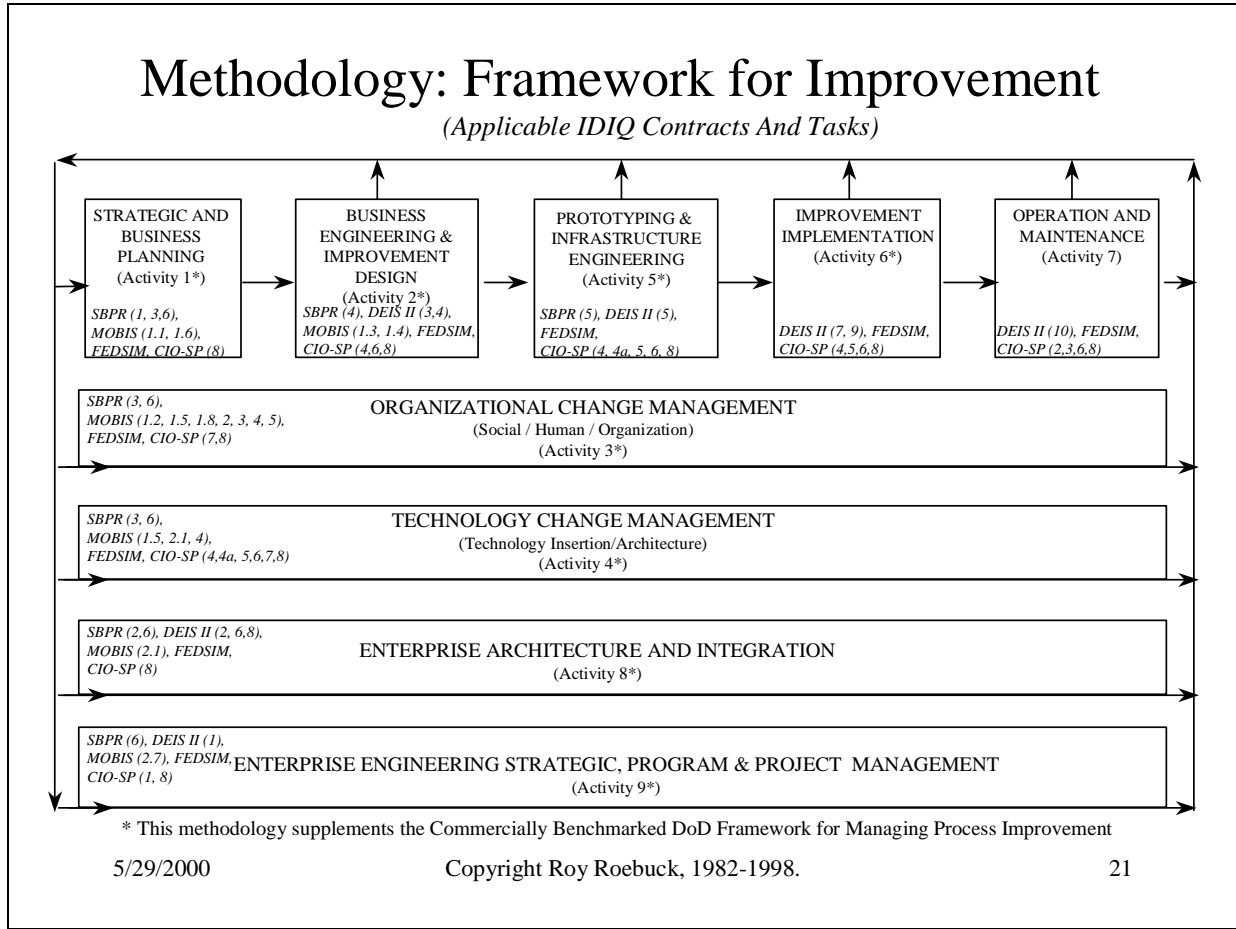 Methodology: Framework for Improvement
(Applicable IDIQ Contracts And Tasks)
STRATEGIC AND
BUSINESS
PLANNING
(Activity 1*)
SBPR (1, 3,6),
MOBIS (1.1, 1.6),
FEDSIM, CIO-SP (8)
BUSINESS
ENGINEERING &
IMPROVEMENT
DESIGN
(Activity 2*)
SBPR (4), DEIS II (3,4),
MOBIS (1.3, 1.4), FEDSIM,
CIO-SP (4,6,8)
PROTOTYPING &
INFRASTRUCTURE
ENGINEERING
(Activity 5*)
SBPR (5), DEIS II (5),
FEDSIM,
CIO-SP (4, 4a, 5, 6, 8)
IMPROVEMENT
IMPLEMENTATION
(Activity 6*)
DEIS II (7, 9), FEDSIM,
CIO-SP (4,5,6,8)
OPERATION AND
MAINTENANCE
(Activity 7)
DEIS II (10), FEDSIM,
CIO-SP (2,3,6,8)
SBPR (3, 6),
MOBIS (1.2, 1.5, 1.8, 2, 3, 4, 5),
FEDSIM, CIO-SP (7,8)
ORGANIZATIONAL CHANGE MANAGEMENT
(Social / Human / Organization)
(Activity 3*)
SBPR (3, 6),
MOBIS (1.5, 2.1, 4),
FEDSIM, CIO-SP (4,4a, 5,6,7,8)
TECHNOLOGY CHANGE MANAGEMENT
(Technology Insertion/Architecture)
(Activity 4*)
SBPR (2,6), DEIS II (2, 6,8),
MOBIS (2.1), FEDSIM,
CIO-SP (8)
ENTERPRISE ARCHITECTURE AND INTEGRATION
(Activity 8*)
SBPR (6), DEIS II (1),
MOBIS (2.7), FEDSIM,
CIO-SP (1, 8)
ENTERPRISE ENGINEERING STRATEGIC, PROGRAM & PROJECT MANAGEMENT
(Activity 9*)
* This methodology supplements the Commercially Benchmarked DoD Framework for Managing Process Improvement
5/29/2000
Copyright Roy Roebuck, 1982-1998.
21